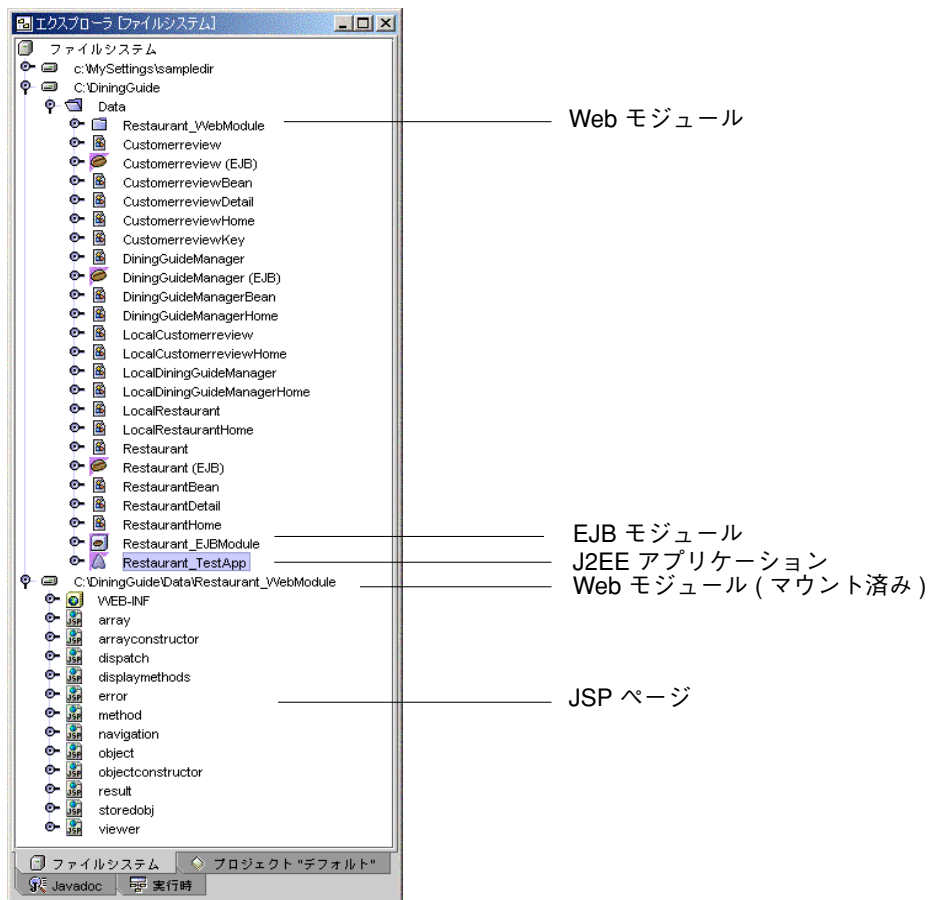 エクスプローラ [ファイルシステム]
ファイルシステム
c:\MySettings\sampledir
C:\DiningGuide
Data
Restaurant_WebModule
Web モジュール
Customerreview
Customerreview (EJB)
CustomerreviewBean
CustomerreviewDetail
CustomerreviewHome
CustomerreviewKey
DiningGuideManager
DiningGuideManager (EJB)
DiningGuideManagerBean
DiningGuideManagerHome
LocalCustomerreview
LocalCustomerreviewHome
LocalDiningGuideManager
LocalDiningGuideManagerHome
LocalRestaurant
LocalRestaurantHome
Restaurant
Restaurant (EJB)
RestaurantBean
RestaurantDetail
RestaurantHome
Restaurant_EJBModule
EJB モジュール
Restaurant_TestApp
J2EE アプリケーション
C:\DiningGuide\Data\Restaurant_WebModule
Web モジュール ( マウント済み )
WEB-INF
array
arrayconstructor
dispatch
displaymethods
error
JSP ページ
method
navigation
object
objectconstructor
result
storedobj
viewer
ファイルシステム
プロジェクト "デフォルト"
Javadoc
実行時